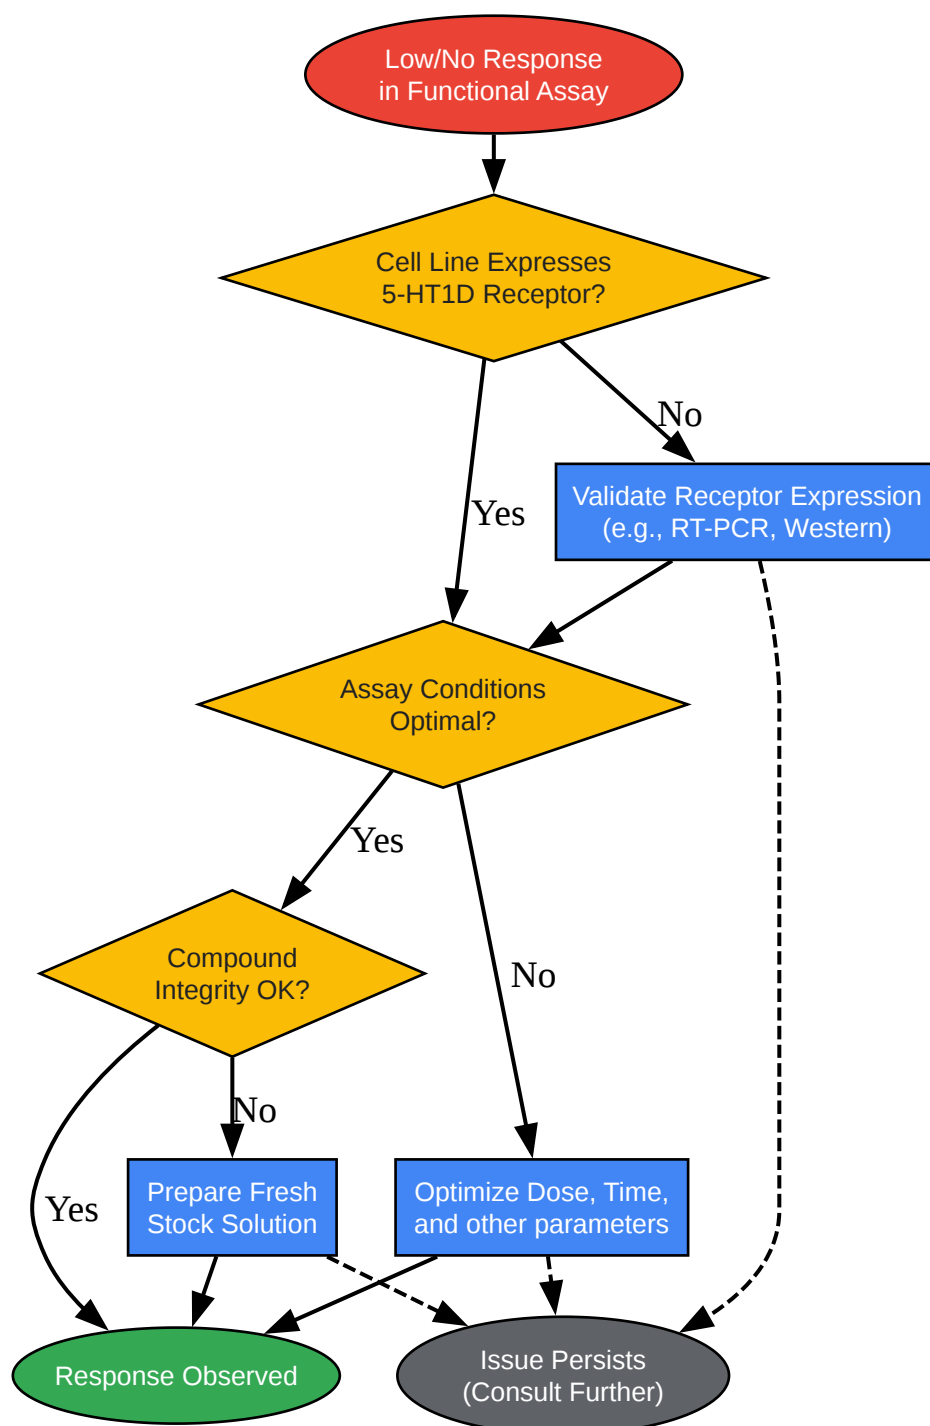 Low/No Response
in Functional Assay
Cell Line Expresses
5-HT1D Receptor?
No
Validate Receptor Expression
(e.g., RT-PCR, Western)
Yes
Assay Conditions
Optimal?
Yes
Compound
Integrity OK?
No
No
Prepare Fresh
Stock Solution
Optimize Dose, Time,
and other parameters
Yes
Response Observed
Issue Persists
(Consult Further)